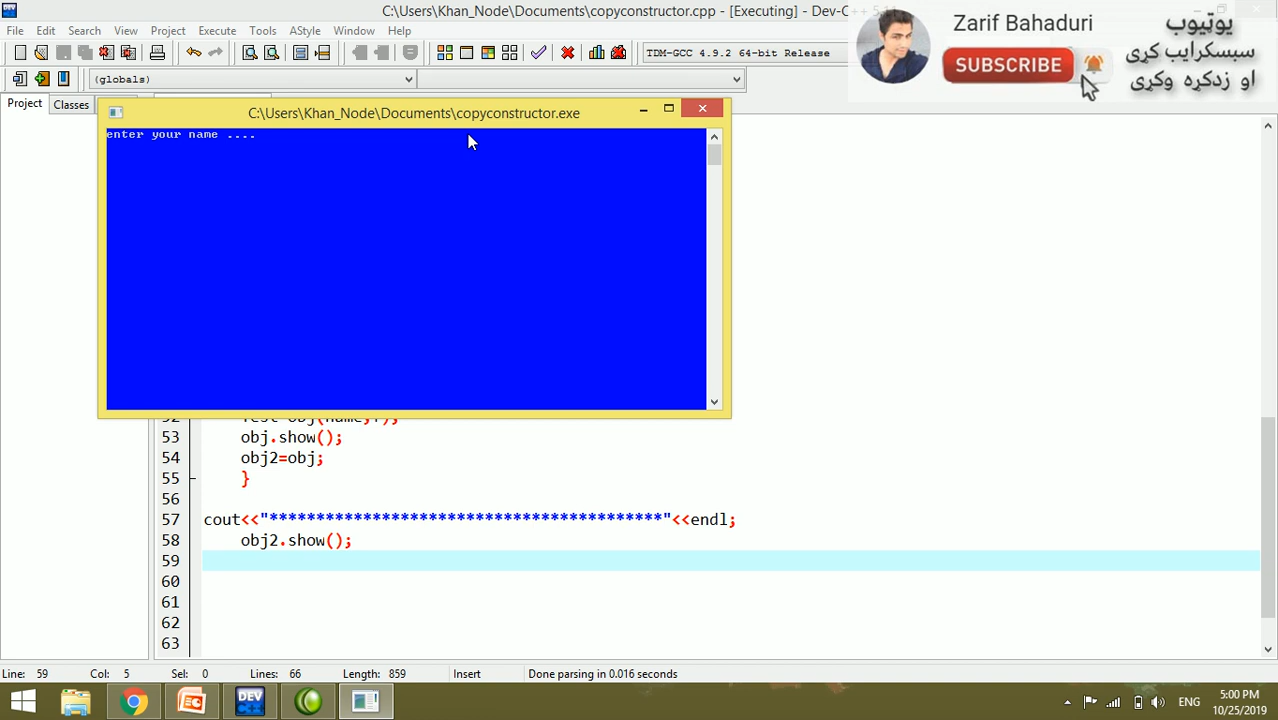 C:\Users\Khan_Node\Documents\copyconstructor.cpp - [Executing] - Dev-C++ 5.1
File Edit Search View Project Execute Tools AStyle Window Help
TDM-GCC 4.9.2 64-bit Release
(globals)
Project Classes
Zarif Bahaduri
SUBSCRIBE
یوټیوب
سبسکرایب کړی
او زدکړه وکړی
C:\Users\Khan_Node\Documents\copyconstructor.exe
enter your name ....
53 obj.show();
54 obj2=obj;
55 }
56
57 cout<<"******************************************"<<endl;
58 obj2.show();
59
60
61
62
63
Line: 59 Col: 5 Sel: 0 Lines: 66 Length: 859 Insert Done parsing in 0.016 seconds
DEV
ENG
5:00 PM
10/25/2019